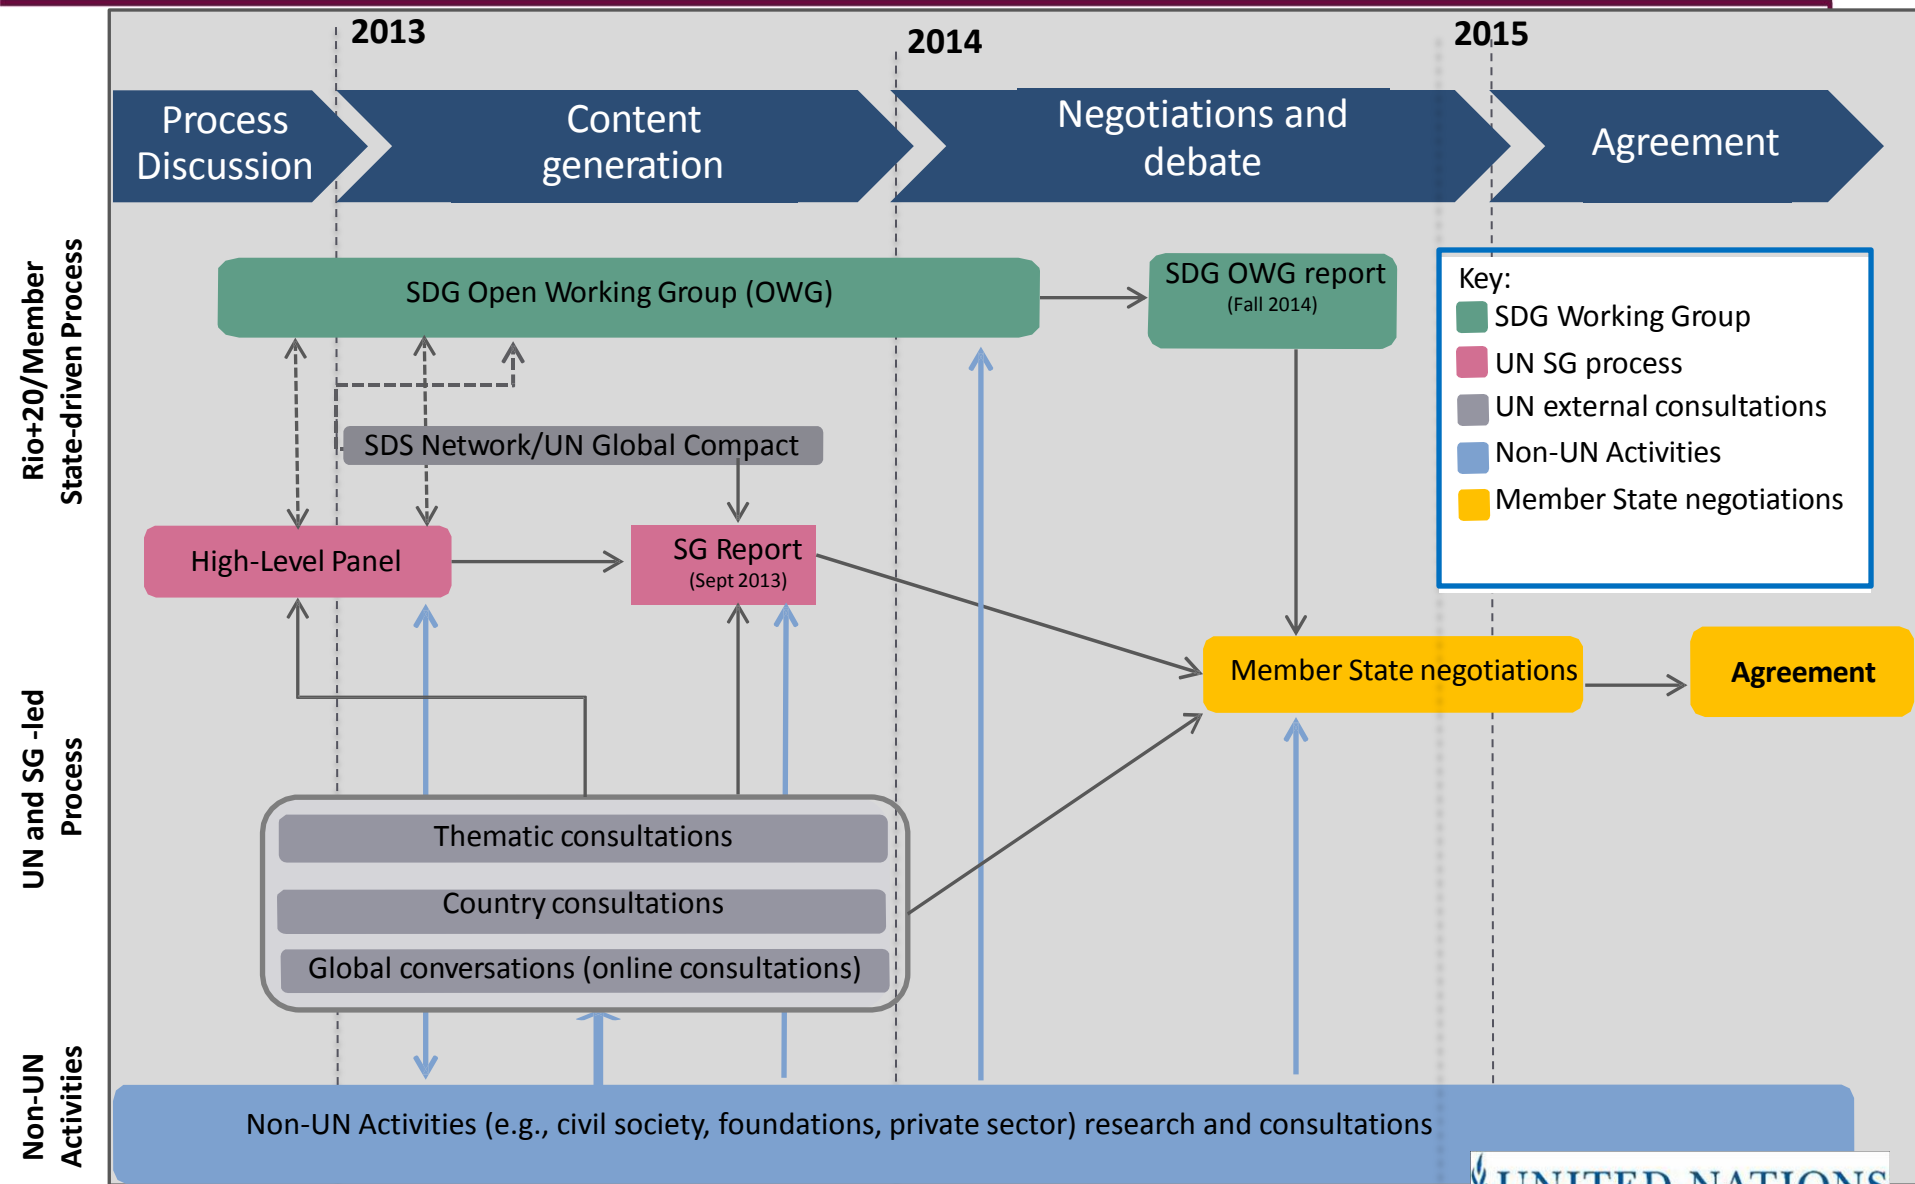 2013
2014
2015
Process
Discussion
Content
generation
Negotiations and
debate
Agreement
Rio+20/Member
State-driven Process
SDG Open Working Group (OWG)
SDG OWG report
(Fall 2014)
Key:
SDG Working Group
UN SG process
UN external consultations
Non-UN Activities
Member State negotiations
SDS Network/UN Global Compact
High-Level Panel
SG Report
(Sept 2013)
Member State negotiations
Agreement
UN and SG -led
Process
Thematic consultations
Country consultations
Global conversations (online consultations)
Non-UN
Activities
Non-UN Activities (e.g., civil society, foundations, private sector) research and consultations
UNITED NATIONS